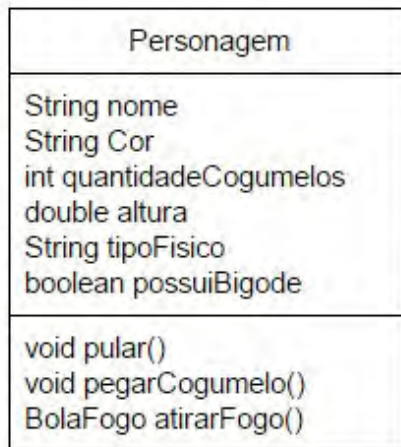 Personagem
String nome
String Cor
int quantidadeCogumelos
double altura
String tipoFisico
boolean possuiBigode
void pular()
void pegarCogumelo()
BolaFogo atirarFogo()